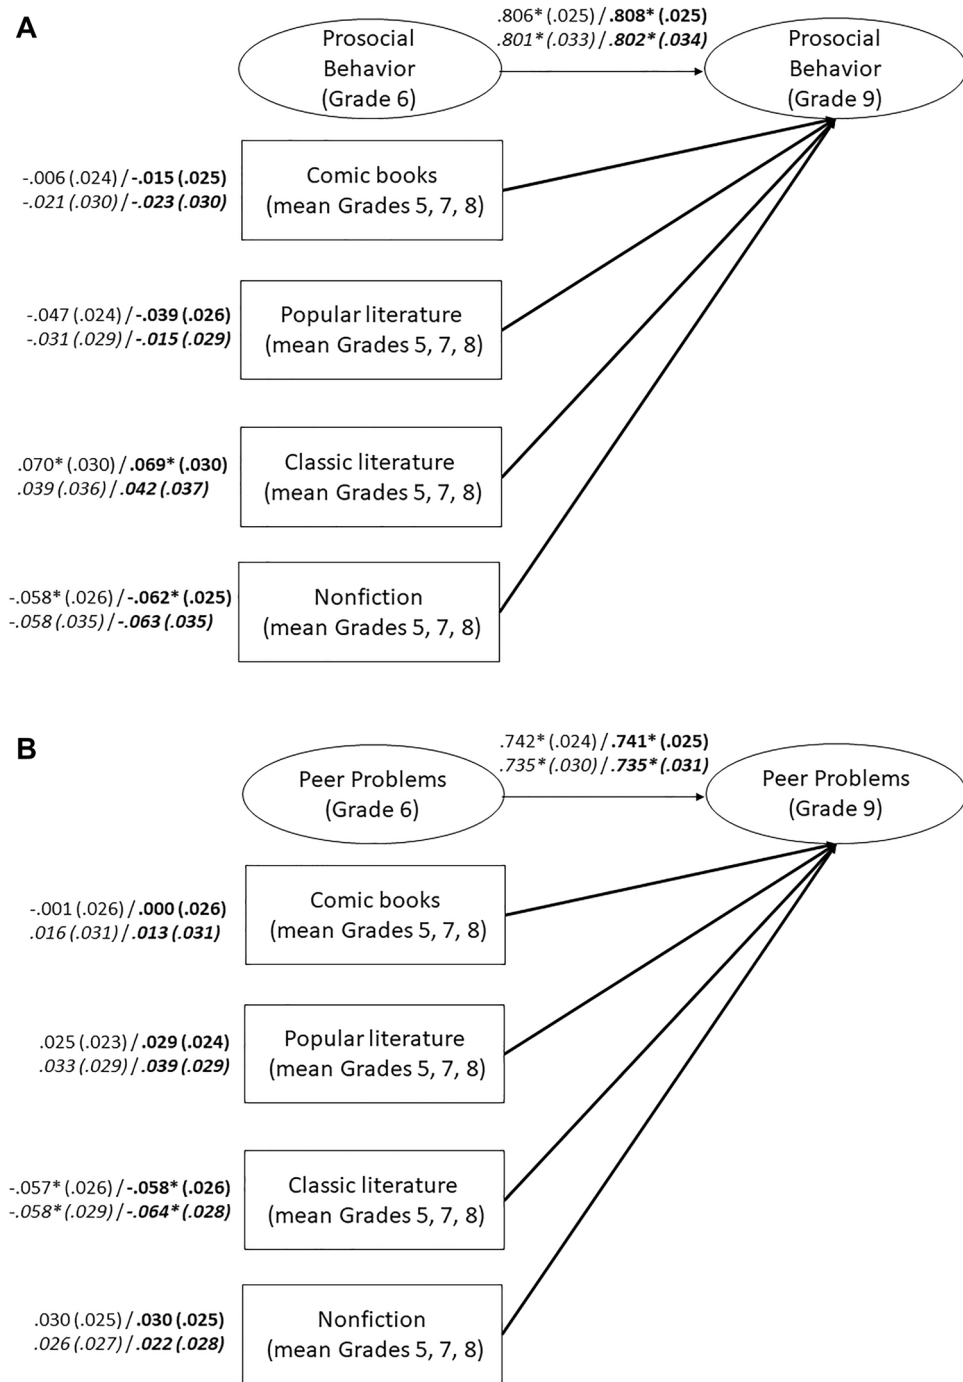 A
.806* (.025) / .808* (.025)
.801* (.033) / .802* (.034)
Prosocial
Behavior
(Grade 6)
Prosocial
Behavior
(Grade 9)
-.006 (.024) / -.015 (.025)
-.021 (.030) / -.023 (.030)
Comic books
(mean Grades 5, 7, 8)
-.047 (.024) / -.039 (.026)
-.031 (.029) / -.015 (.029)
Popular literature
(mean Grades 5, 7, 8)
.070* (.030) / .069* (.030)
.039 (.036) / .042 (.037)
Classic literature
(mean Grades 5, 7, 8)
-.058* (.026) / -.062* (.025)
-.058 (.035) / -.063 (.035)
Nonfiction
(mean Grades 5, 7, 8)
B
.742* (.024) / .741* (.025)
.735* (.030) / .735* (.031)
Peer Problems
(Grade 6)
Peer Problems
(Grade 9)
-.001 (.026) / .000 (.026)
.016 (.031) / .013 (.031)
Comic books
(mean Grades 5, 7, 8)
.025 (.023) / .029 (.024)
.033 (.029) / .039 (.029)
Popular literature
(mean Grades 5, 7, 8)
-.057* (.026) / -.058* (.026)
-.058* (.029) / -.064* (.028)
Classic literature
(mean Grades 5, 7, 8)
.030 (.025) / .030 (.025)
.026 (.027) / .022 (.028)
Nonfiction
(mean Grades 5, 7, 8)